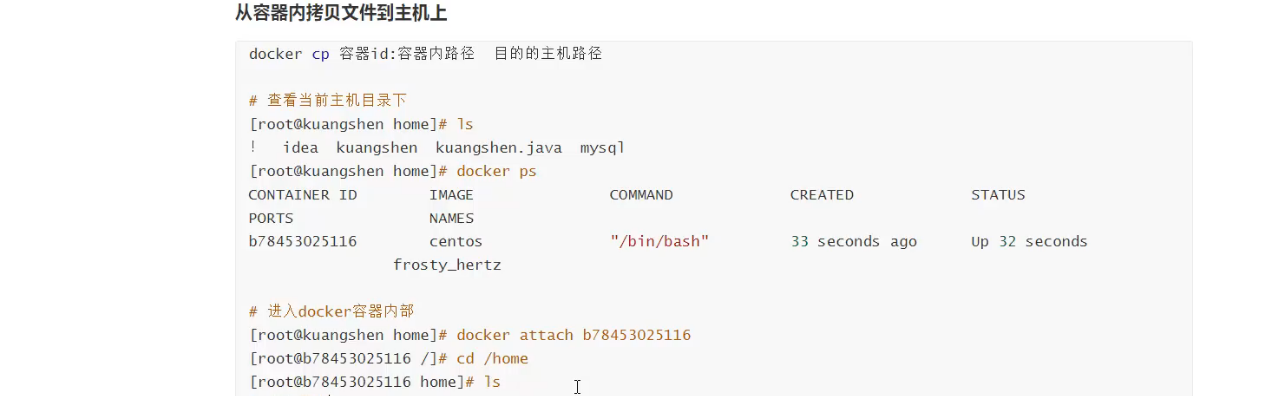 从容器内拷贝文件到主机上
docker cp 容器id:容器内路径  目的的主机路径
# 查看当前主机目录下
[root@kuangshen home]# ls
!   idea  kuangshen  kuangshen.java  mysql
[root@kuangshen home]# docker ps
CONTAINER ID        IMAGE               COMMAND             CREATED             STATUS
PORTS               NAMES
b78453025116        centos              "/bin/bash"         33 seconds ago      Up 32 seconds
frosty_hertz
# 进入docker容器内部
[root@kuangshen home]# docker attach b78453025116
[root@b78453025116 /]# cd /home
[root@b78453025116 home]# ls